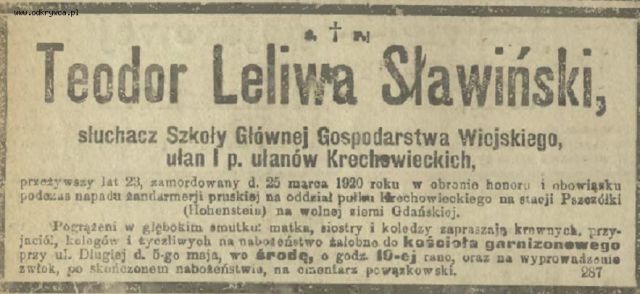 www.odkrywca.pl
ś. † p.
Teodor Leliwa Sławiński,
słuchacz Szkoły Głównej Gospodarstwa Wiejskiego,
ułan I p. ułanów Krechowieckich,
przeżywszy lat 23, zamordowany d. 25 marca 1920 roku w obronie honoru i obowiązku
podczas napadu żandarmerji pruskiej na oddział pułku Krechowieckiego na stacji Pszczółki
(Hohenstein) na wolnej ziemi Gdańskiej.
Pogrążeni w głębokim smutku: matka, siostry i koledzy zapraszają krewnych, przy-
jaciół, kolegów i życzliwych na nabożeństwo żałobne do kościoła garnizonowego
przy ul. Długiej d. 5-go maja, we środę, o godz. 10-ej rano, oraz na wyprowadzenie
zwłok, po skończonem nabożeństwie, na cmentarz powązkowski. 287